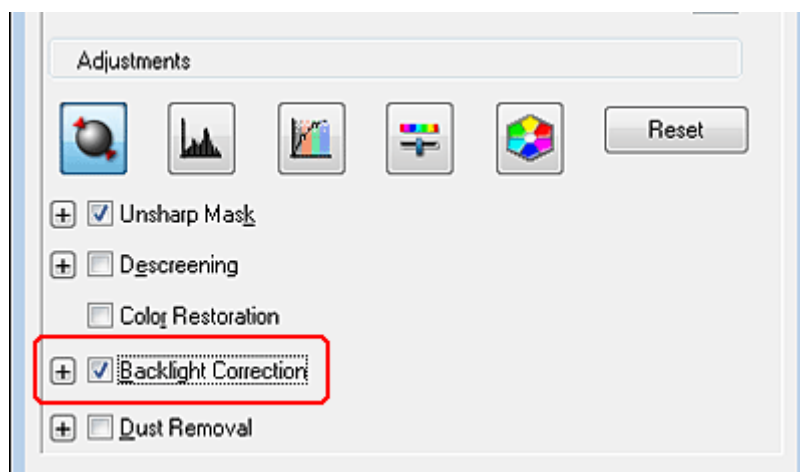 Adjustments
Reset
Unsharp Mask
Descreening
Color Restoration
Backlight Correction
Dust Removal